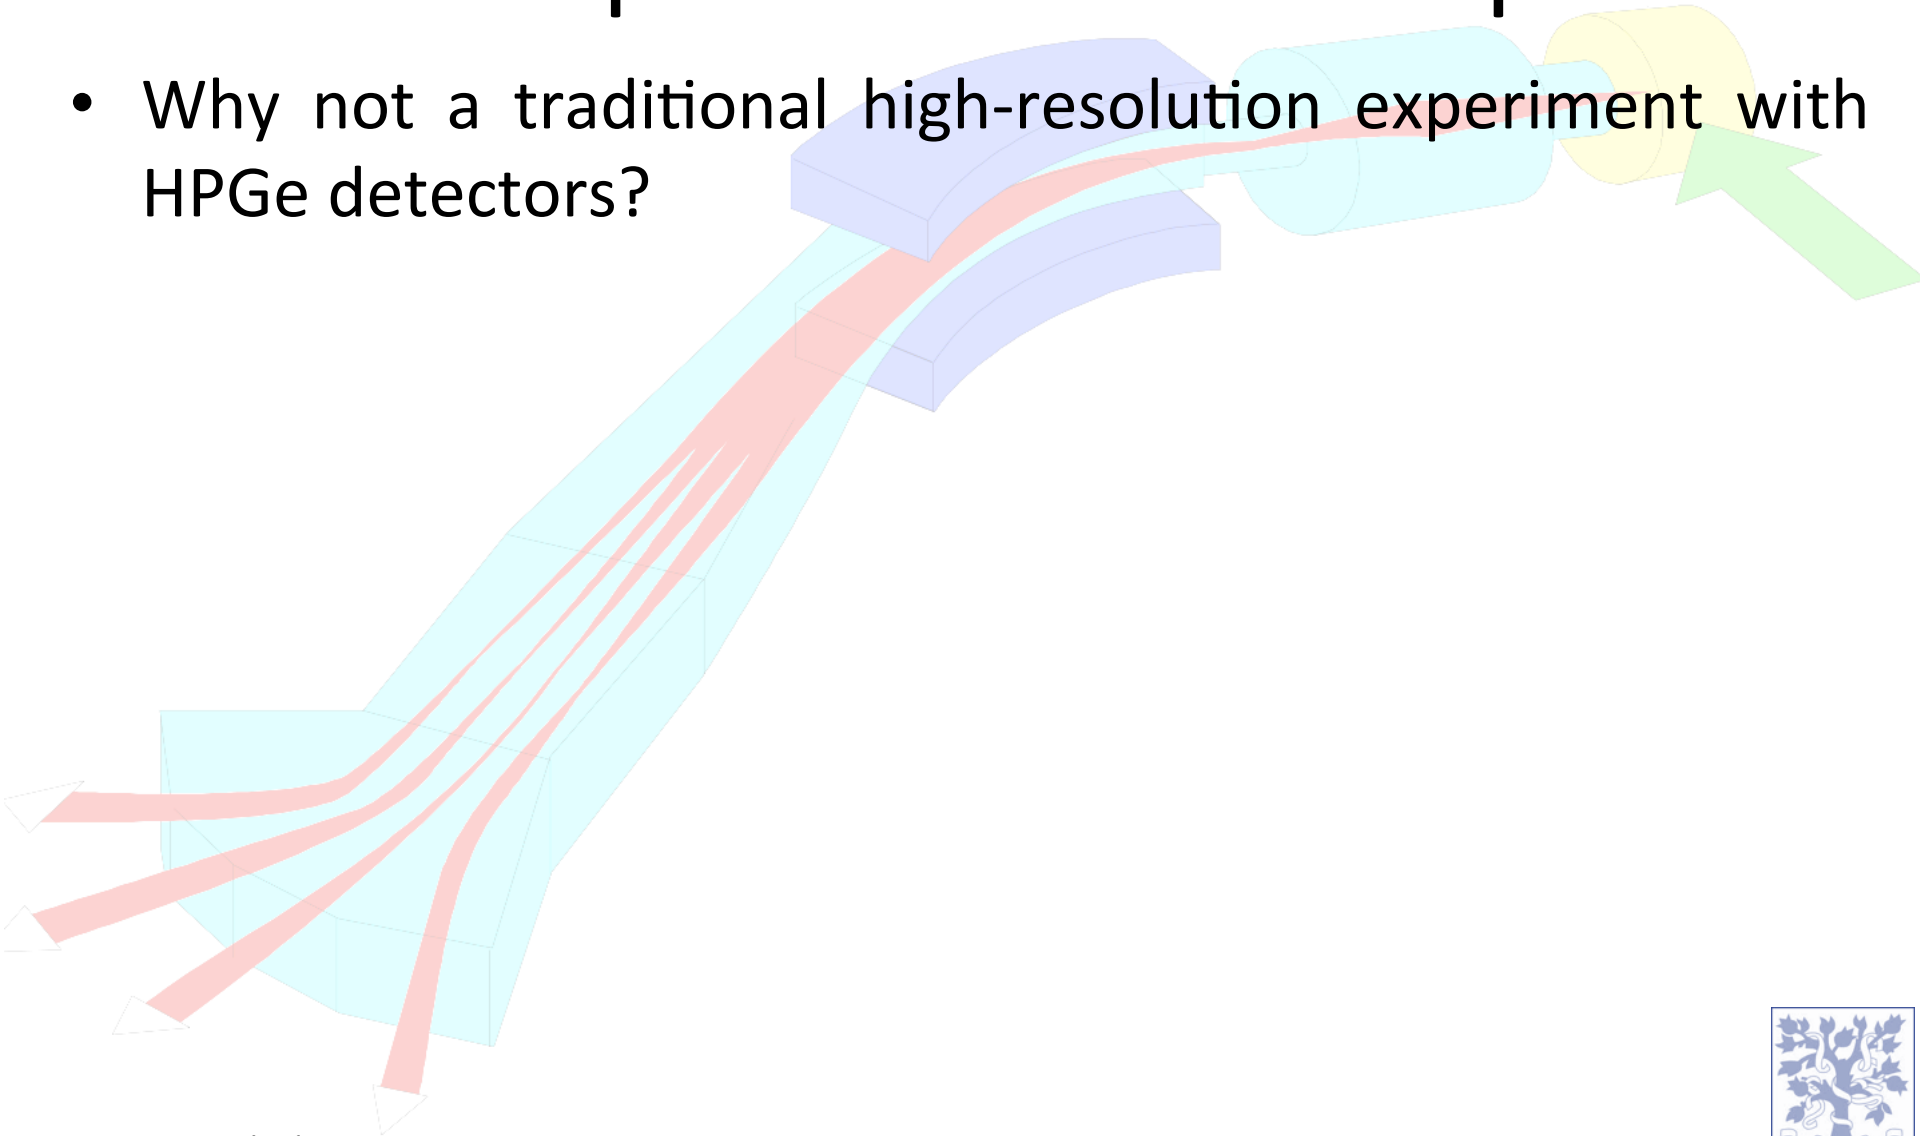 • Why not a traditional high-resolution experiment with
HPGe detectors?